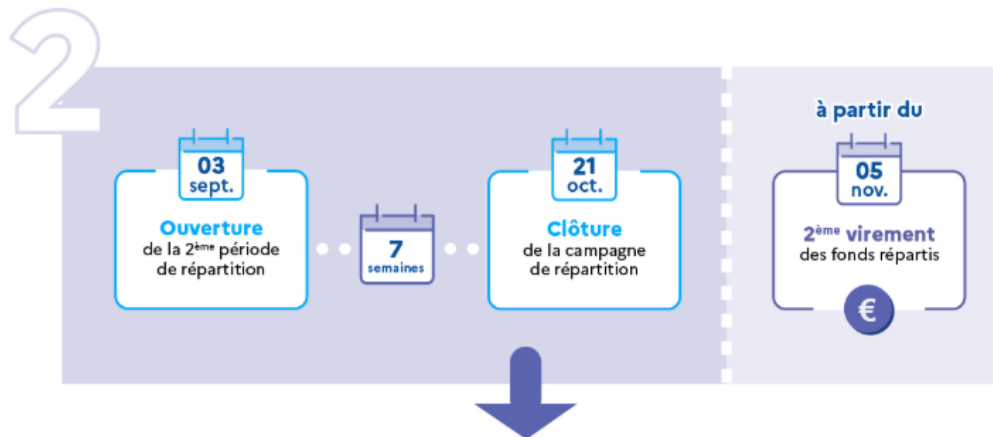 2
03
sept.
Ouverture
de la 2ème période
de répartition
7
semaines
21
oct.
Clôture
de la campagne
de répartition
à partir du
05
nov.
2ème virement
des fonds répartis
€